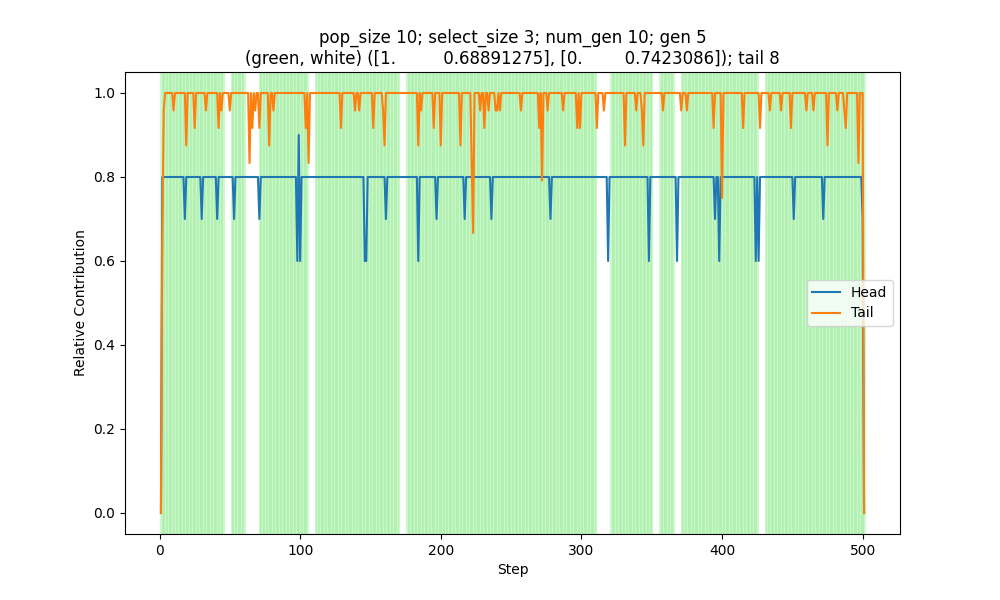 pop_size 10; select_size 3; num_gen 10; gen 5
(green, white) ([1. 0.68891275], [0. 0.7423086]); tail 8
1.0
0.8
0.6
0.4
0.2
0.0
Relative Contribution
Head
Tail
0 100 200 300 400 500
Step